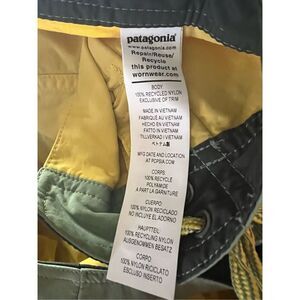 patagonia®
www.patagonia.com
Repair/Reuse/
Recycle
this product at
wornwear.com
BODY
100% RECYCLED NYLON
EXCLUSIVE OF TRIM
MADE IN VIETNAM
FABRIQUÉ AU VIETNAM
HECHO EN VIETNAM
FATTO IN VIETNAM
TILLVERKAD I VIETNAM
ベトナム製
MFG DATE AND LOCATION
AT POPSIA.COM
CORPS:
100% RECYCLÉ
POLYAMIDE
À PART LA GARNITURE
CUERPO:
100% NYLON RECICLADO
NO INCLUYE EL ADORNO
HAUPTTEIL:
100% RECYCLING NYLON
AUSGENOMMEN BESATZ
CORPO:
100% NYLON RICICLATO
ESCLUSO INSERTI